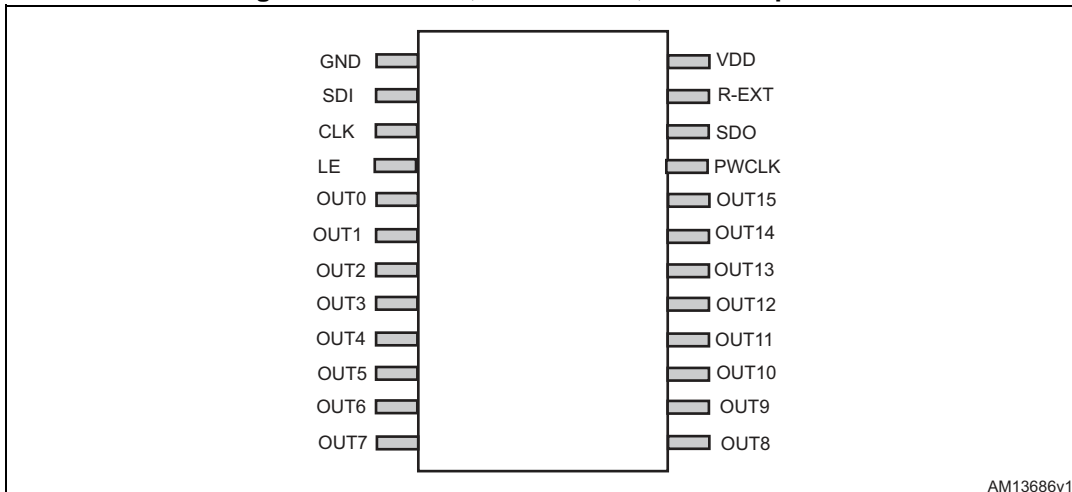 GND VDD
SDI R-EXT
CLK SDO
LE PWCLK
OUT0 OUT15
OUT1 OUT14
OUT2 OUT13
OUT3 OUT12
OUT4 OUT11
OUT5 OUT10
OUT6 OUT9
OUT7 OUT8
AM13686v1